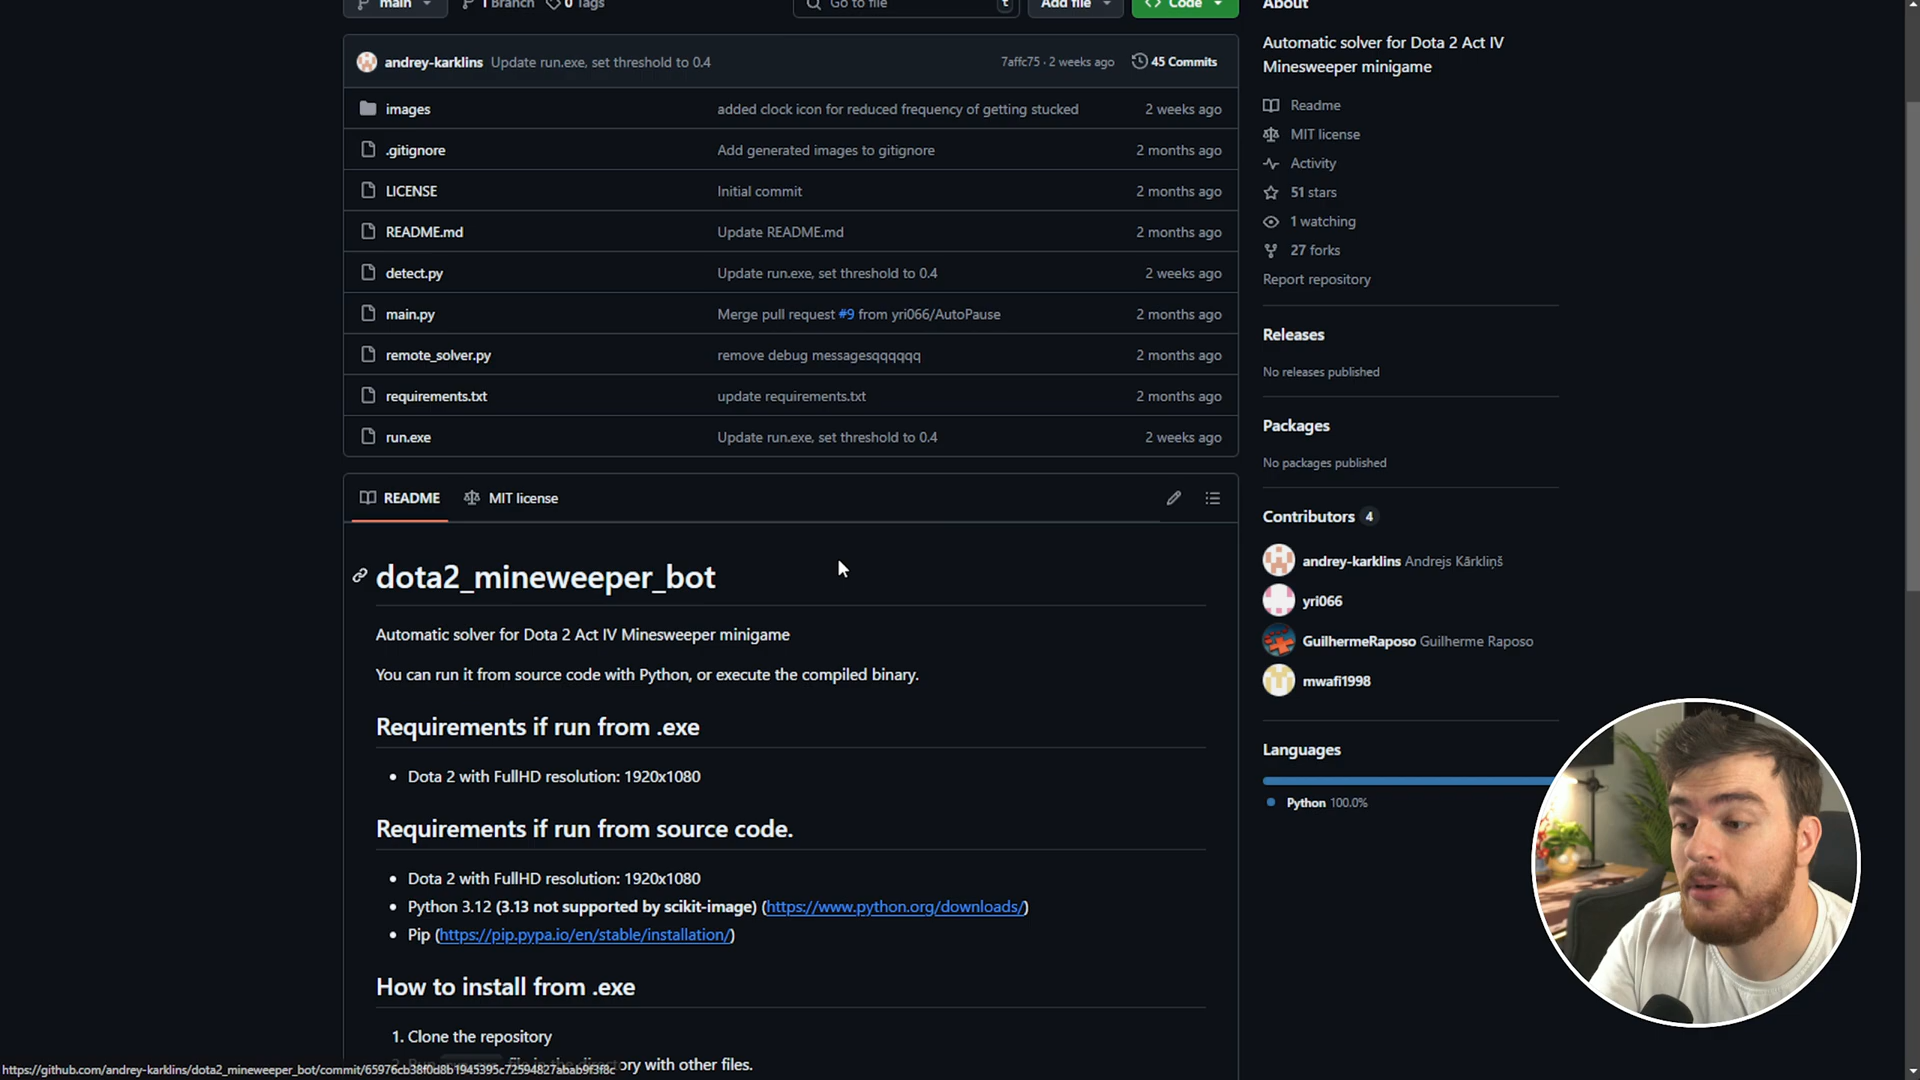 main 1 Branch 0 Tags Go to file t Add file Code
andrey-karklins Update run.exe, set threshold to 0.4 7affc75 · 2 weeks ago 45 Commits
images added clock icon for reduced frequency of getting stucked 2 weeks ago
.gitignore Add generated images to gitignore 2 months ago
LICENSE Initial commit 2 months ago
README.md Update README.md 2 months ago
detect.py Update run.exe, set threshold to 0.4 2 weeks ago
main.py Merge pull request #9 from yri066/AutoPause 2 months ago
remote_solver.py remove debug messagesqqqqqq 2 months ago
requirements.txt update requirements.txt 2 months ago
run.exe Update run.exe, set threshold to 0.4 2 weeks ago
README MIT license
dota2_mineweeper_bot
Automatic solver for Dota 2 Act IV Minesweeper minigame
You can run it from source code with Python, or execute the compiled binary.
Requirements if run from .exe
• Dota 2 with FullHD resolution: 1920x1080
Requirements if run from source code.
• Dota 2 with FullHD resolution: 1920x1080
• Python 3.12 (3.13 not supported by scikit-image) (https://www.python.org/downloads/)
• Pip (https://pip.pypa.io/en/stable/installation/)
How to install from .exe
1. Clone the repository
file in the directory with other files.
About
Automatic solver for Dota 2 Act IV
Minesweeper minigame
Readme
MIT license
Activity
51 stars
1 watching
27 forks
Report repository
Releases
No releases published
Packages
No packages published
Contributors 4
andrey-karklins Andrejs Kārkliņš
yri066
GuilhermeRaposo Guilherme Raposo
mwafi1998
Languages
Python 100.0%